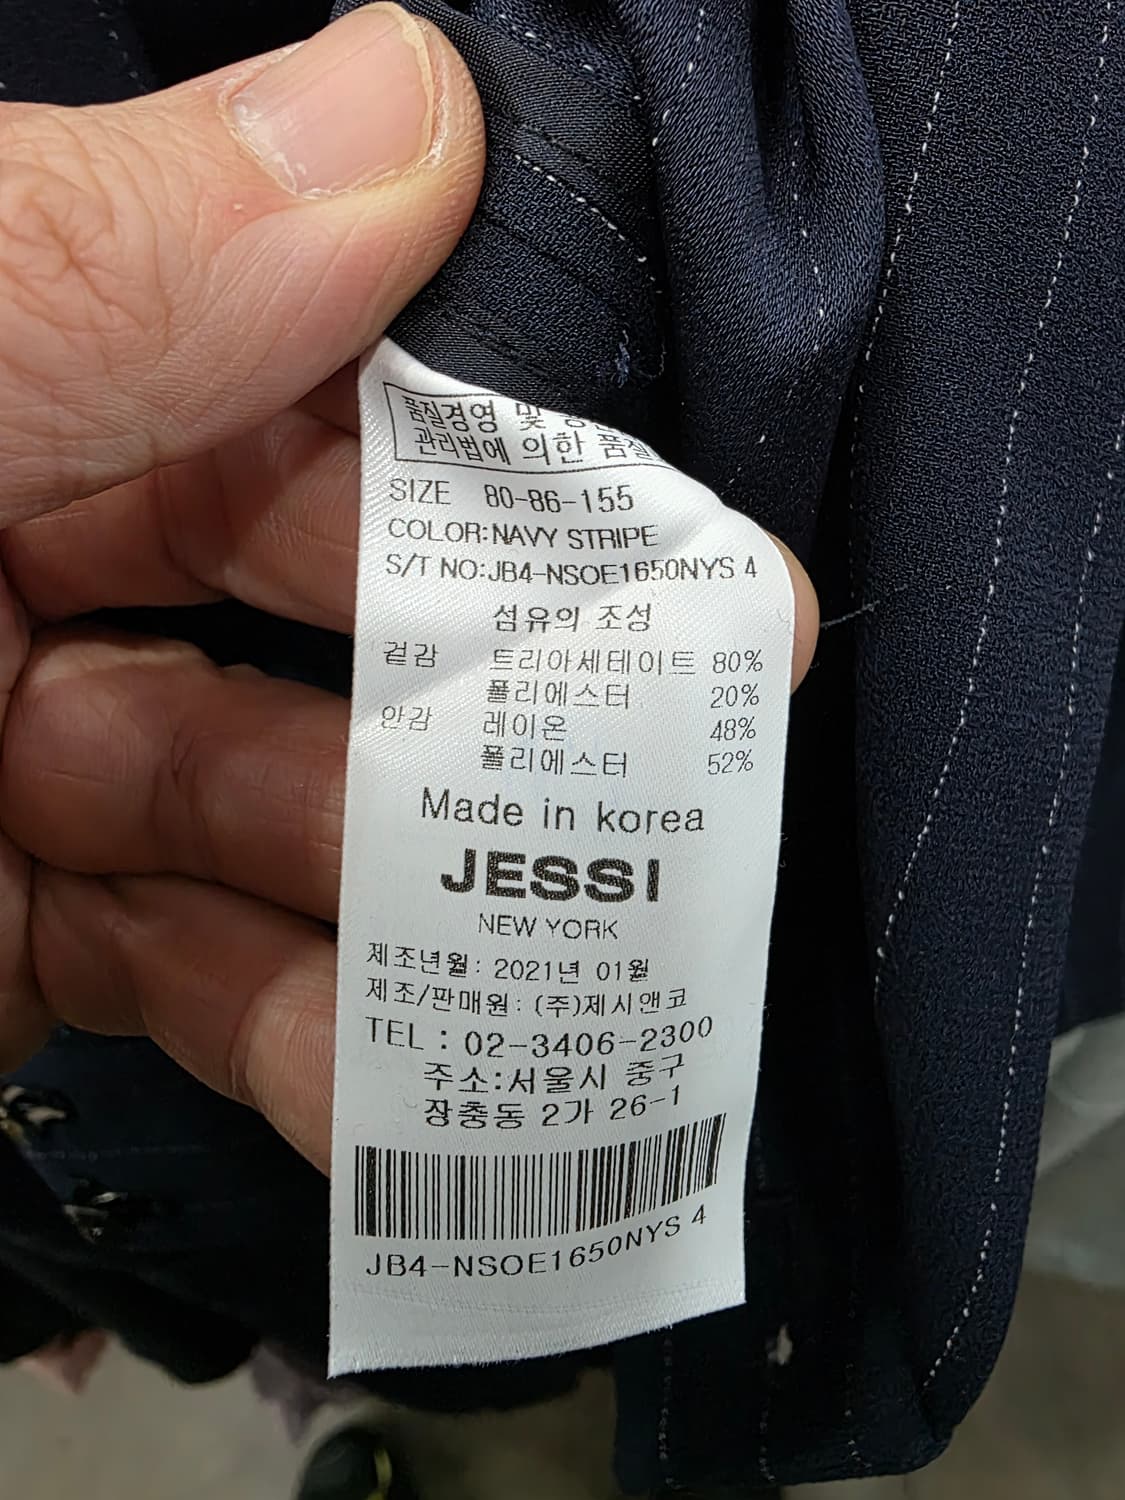 품질경영 및
관리법에 의한 품질
SIZE 80-86-155
COLOR:NAVY STRIPE
S/T NO:JB4-NSOE1650NYS 4
섬유의 조성
겉감 트리아세테이트 80%
폴리에스터 20%
안감 레이온 48%
폴리에스터 52%
Made in korea
JESSI
NEW YORK
제조년월: 2021년 01월
제조/판매원: (주)제시앤코
TEL : 02-3406-2300
주소:서울시 중구
장충동 2가 26-1
JB4-NSOE1650NYS 4